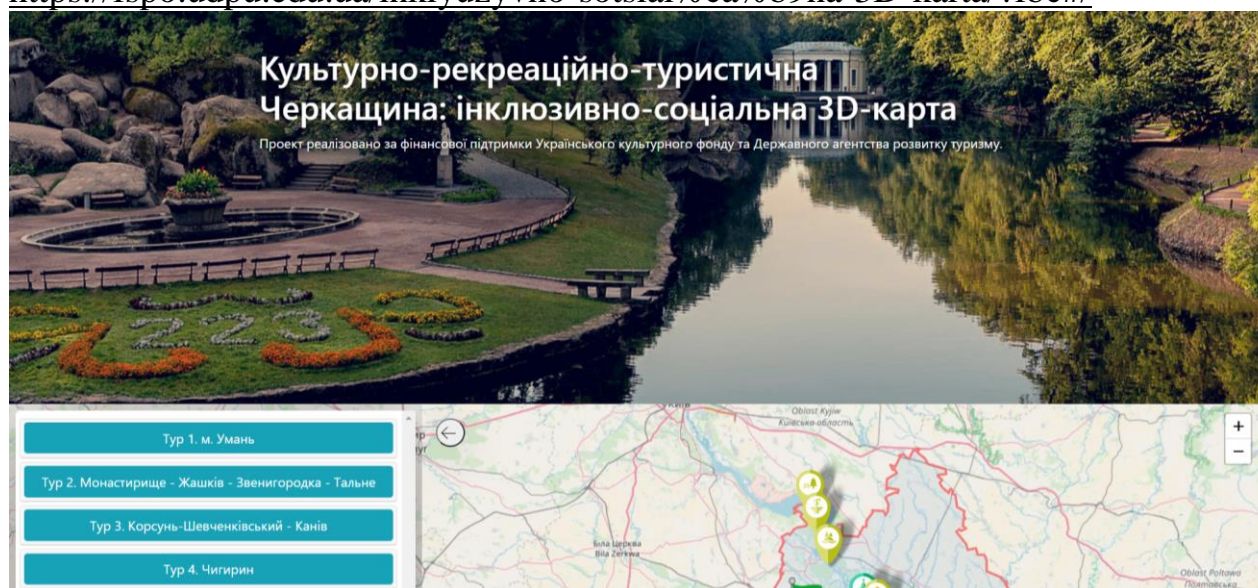 Культурно-рекреаційно-туристична
Черкащина: інклюзивно-соціальна 3D-карта
Проект реалізовано за фінансової підтримки Українського культурного фонду та Державного агентства розвитку туризму.
223
Тур 1. м. Умань
Тур 2. Монастирище - Жашків - Звенигородка - Тальне
Тур 3. Корсунь-Шевченківський - Канів
Тур 4. Чигирин
Oblast Kyjiw
Київська область
+
−
Біла Церква
Bila Zerkwa
Oblast Poltawa
Полтавська